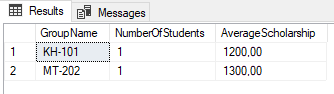 Results Messages
GroupName NumberOfStudents AverageScholarship
1 KH-101 1 1200,00
2 MT-202 1 1300,00